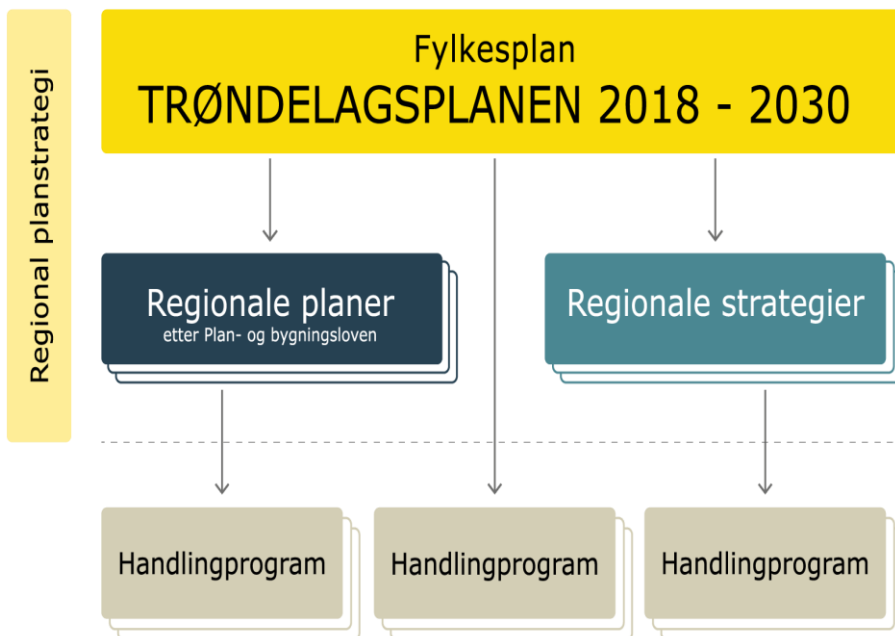 Regional planstrategi
Fylkesplan
TRØNDELAGSPLANEN 2018 - 2030
Regionale planer
etter Plan- og bygningsloven
Regionale strategier
Handlingprogram
Handlingprogram
Handlingprogram